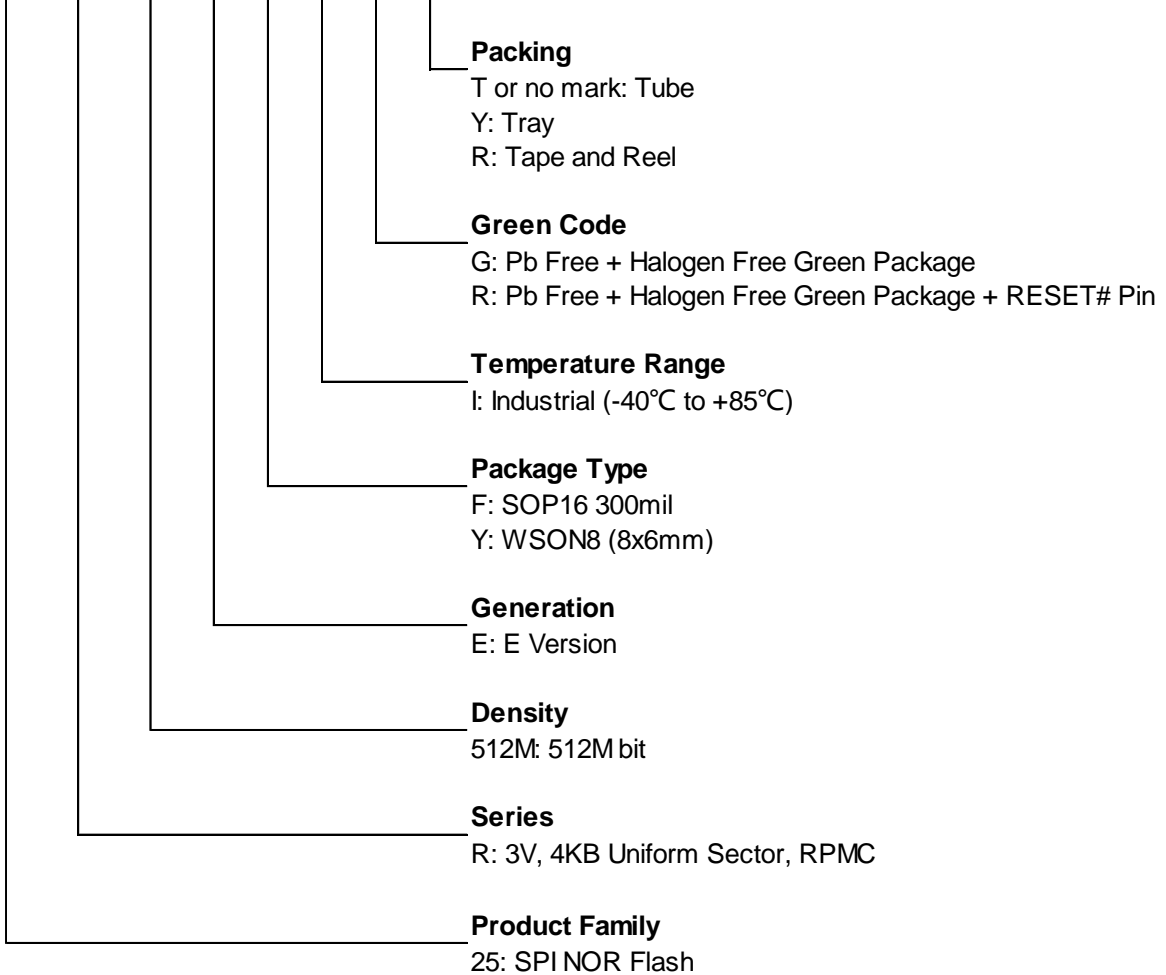 Packing
T or no mark: Tube
Y: Tray
R: Tape and Reel
Green Code
G: Pb Free + Halogen Free Green Package
R: Pb Free + Halogen Free Green Package + RESET# Pin
Temperature Range
I: Industrial (-40℃ to +85℃)
Package Type
F: SOP16 300mil
Y: WSON8 (8x6mm)
Generation
E: E Version
Density
512M: 512M bit
Series
R: 3V, 4KB Uniform Sector, RPMC
Product Family
25: SPI NOR Flash